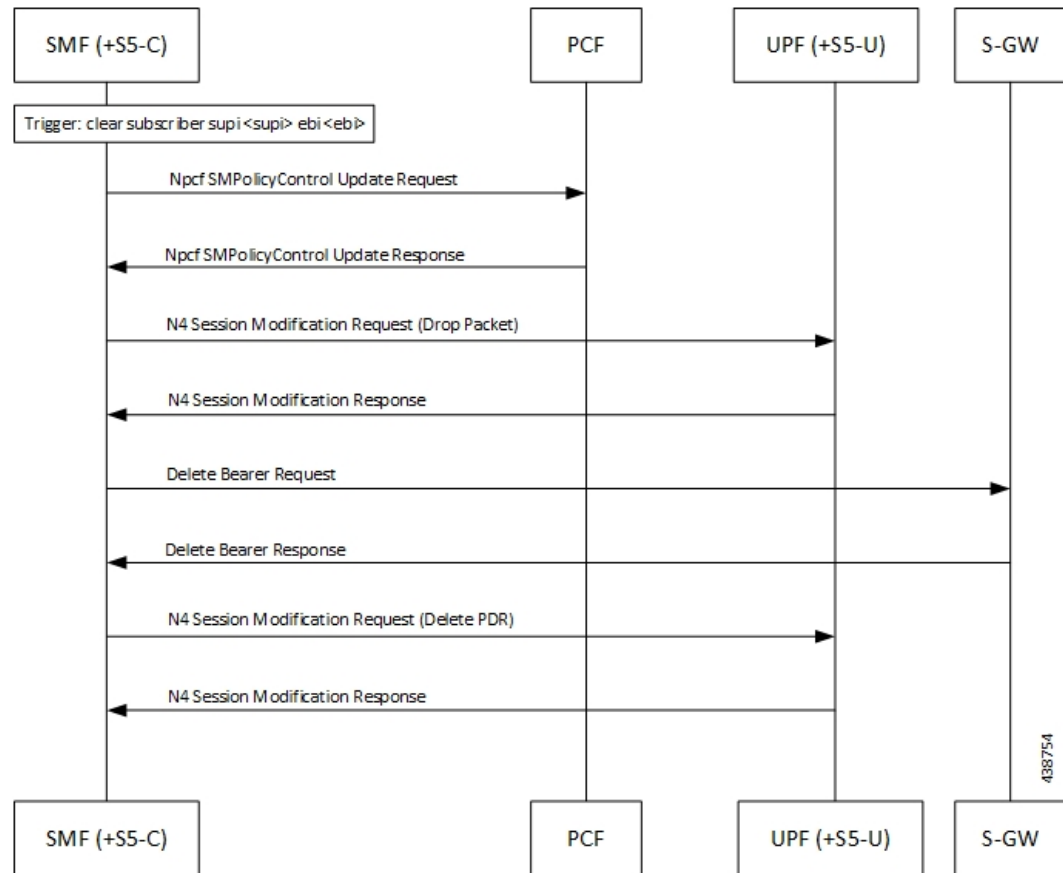 SMF (+S5-C)
PCF
UPF (+S5-U)
S-GW
Trigger: clear subscriber supi <supi> ebi <ebi>
Npcf SMPolicyControl Update Request
Npcf SMPolicyControl Update Response
N4 Session Modification Request (Drop Packet)
N4 Session Modification Response
Delete Bearer Request
Delete Bearer Response
N4 Session Modification Request (Delete PDR)
N4 Session Modification Response
438754
SMF (+S5-C)
PCF
UPF (+S5-U)
S-GW